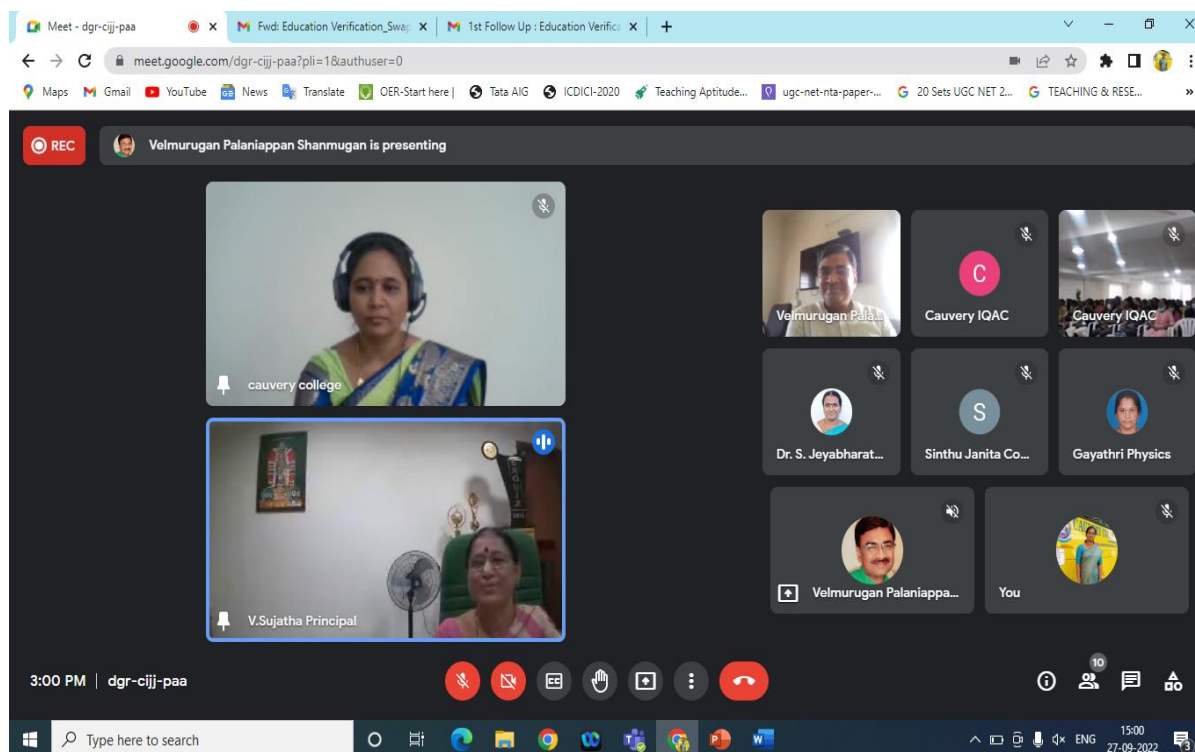 Meet - dgr-cijj-paa
Fwd: Education Verification_Swap
1st Follow Up : Education Verifica
meet.google.com/dgr-cijj-paa?pli=1&authuser=0
Maps Gmail YouTube News Translate OER-Start here | Tata AIG ICDICI-2020 Teaching Aptitude... ugc-net-nta-paper-... 20 Sets UGC NET 2... TEACHING & RESE... »
REC
Velmurugan Palaniappan Shanmugan is presenting
cauvery college
V.Sujatha Principal
Velmurugan Pala...
C
Cauvery IQAC
Cauvery IQAC
Dr. S. Jeyabharat...
S
Sinthu Janita Co...
Gayathri Physics
Velmurugan Palaniappa...
You
3:00 PM | dgr-cijj-paa
CC
10
Type here to search
ENG
15:00
27-09-2022